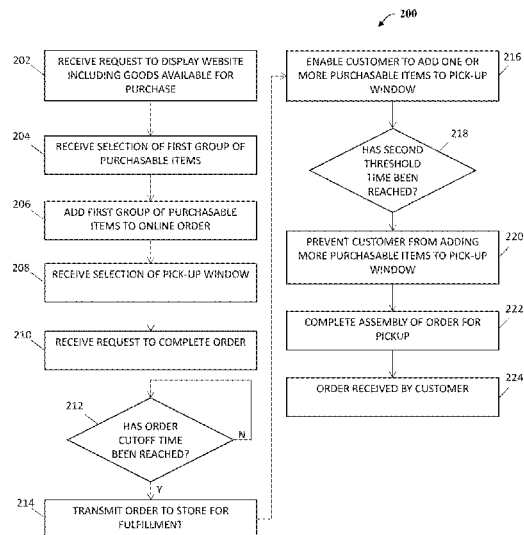 200
202
RECEIVE REQUEST TO DISPLAY WEBSITE
INCLUDING GOODS AVAILABLE FOR
PURCHASE
204
RECEIVE SELECTION OF FIRST GROUP OF
PURCHASABLE ITEMS
206
ADD FIRST GROUP OF PURCHASABLE
ITEMS TO ONLINE ORDER
208
RECEIVE SELECTION OF PICK-UP WINDOW
210
RECEIVE REQUEST TO COMPLETE ORDER
212
HAS ORDER
CUTOFF TIME
BEEN REACHED?
N
Y
214
TRANSMIT ORDER TO STORE FOR
FULFILLMENT
216
ENABLE CUSTOMER TO ADD ONE OR
MORE PURCHASABLE ITEMS TO PICK-UP
WINDOW
218
HAS SECOND
THRESHOLD
TIME BEEN
REACHED?
220
PREVENT CUSTOMER FROM ADDING
MORE PURCHASABLE ITEMS TO PICK-UP
WINDOW
222
COMPLETE ASSEMBLY OF ORDER FOR
PICKUP
224
ORDER RECEIVED BY CUSTOMER